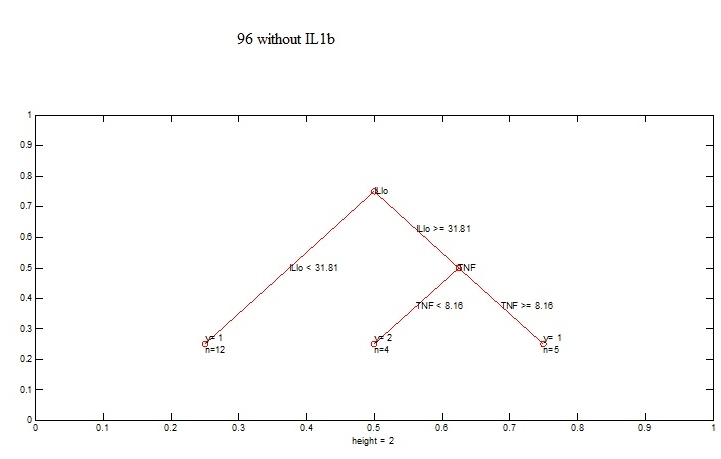 96 without IL1b
1
0.9
0.8
ILlo
0.7
ILlo >= 31.81
0.6
0.5
ILlo < 31.81
TNF
0.4
TNF < 8.16
TNF >= 8.16
0.3
y= 1
y= 2
y= 1
n=12
n=4
n=5
0.2
0.1
0
0 0.1 0.2 0.3 0.4 0.5 0.6 0.7 0.8 0.9 1
height = 2